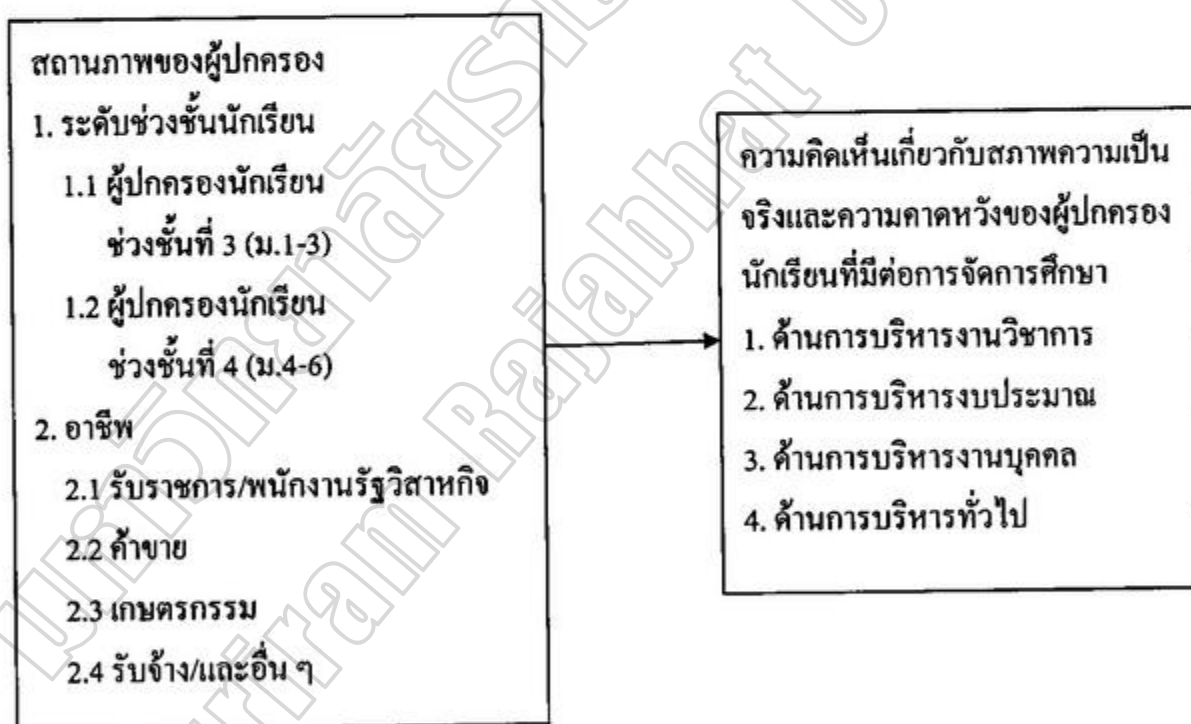 สถานภาพของผู้ปกครอง
1. ระดับช่วงชั้นนักเรียน
1.1 ผู้ปกครองนักเรียน
ช่วงชั้นที่ 3 (ม.1-3)
1.2 ผู้ปกครองนักเรียน
ช่วงชั้นที่ 4 (ม.4-6)
2. อาชีพ
2.1 รับราชการ/พนักงานรัฐวิสาหกิจ
2.2 ค้าขาย
2.3 เกษตรกรรม
2.4 รับจ้าง/และอื่น ๆ
ความคิดเห็นเกี่ยวกับสภาพความเป็น
จริงและความคาดหวังของผู้ปกครอง
นักเรียนที่มีต่อการจัดการศึกษา
1. ด้านการบริหารงานวิชาการ
2. ด้านการบริหารงบประมาณ
3. ด้านการบริหารงานบุคคล
4. ด้านการบริหารทั่วไป
Rajabhat